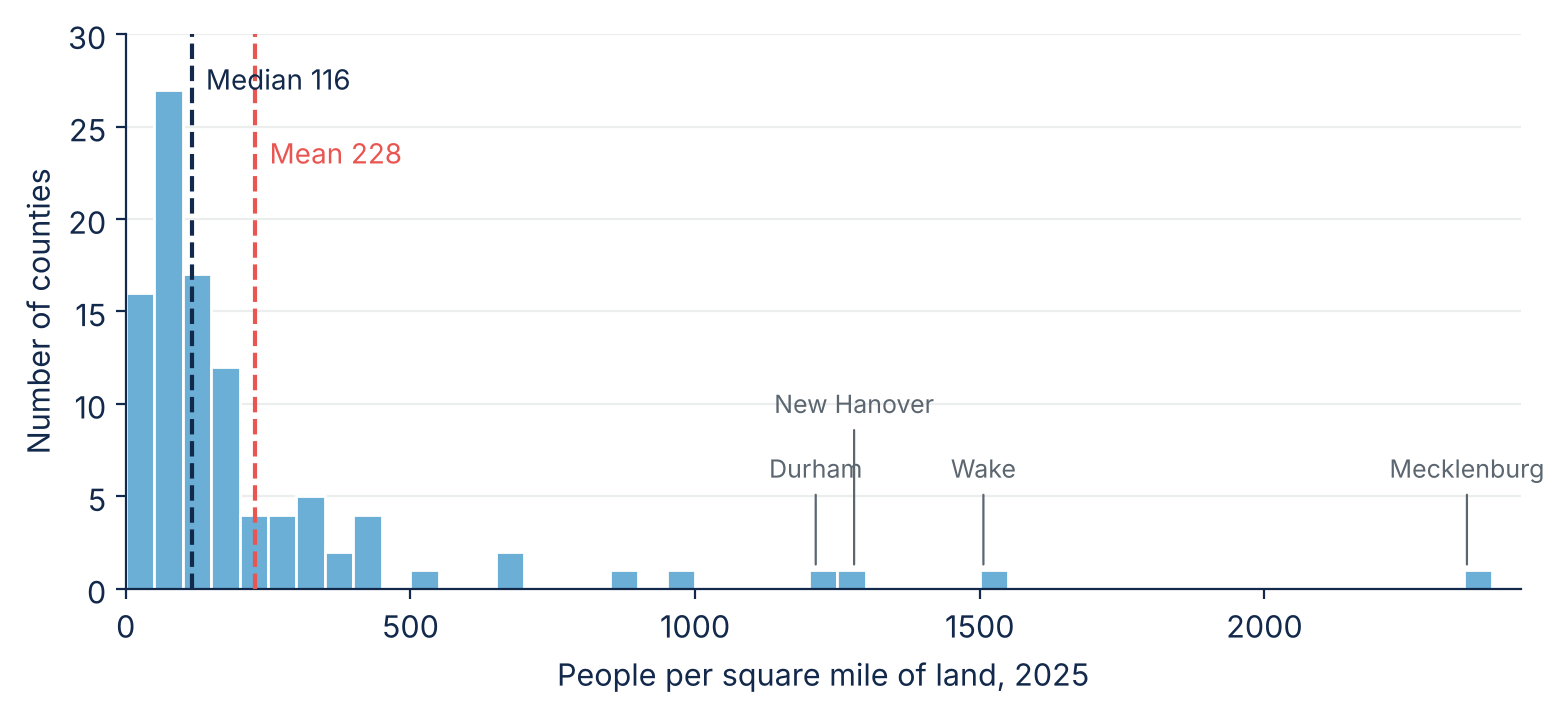 30
Median 116
25
Mean 228
20
15
New Hanover
10
Durham
Wake
Mecklenburg
5
0
Number of counties
0
500
1000
1500
2000
People per square mile of land, 2025